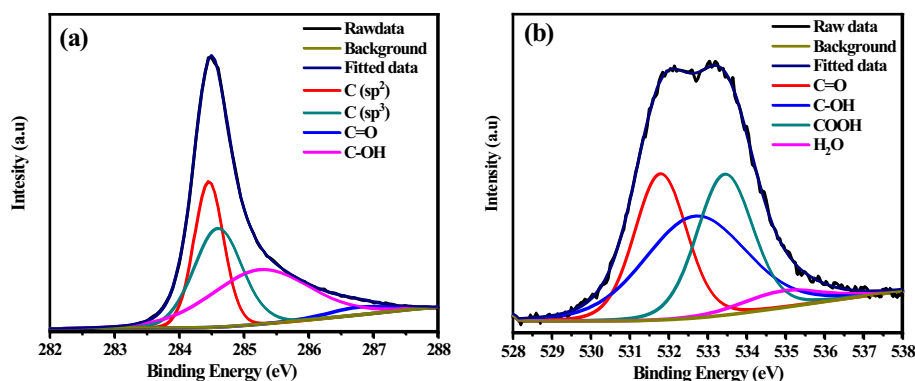 (a)
Rawdata
Background
Fitted data
C (sp²)
C (sp³)
C=O
C-OH
Intesity (a.u)
282 283 284 285 286 287 288
Binding Energy (eV)
(b)
Raw data
Background
Fitted data
C=O
C-OH
COOH
H₂O
Intensity (a.u)
528 530 531 532 533 534 535 536 537 538
Binding Energy (eV)